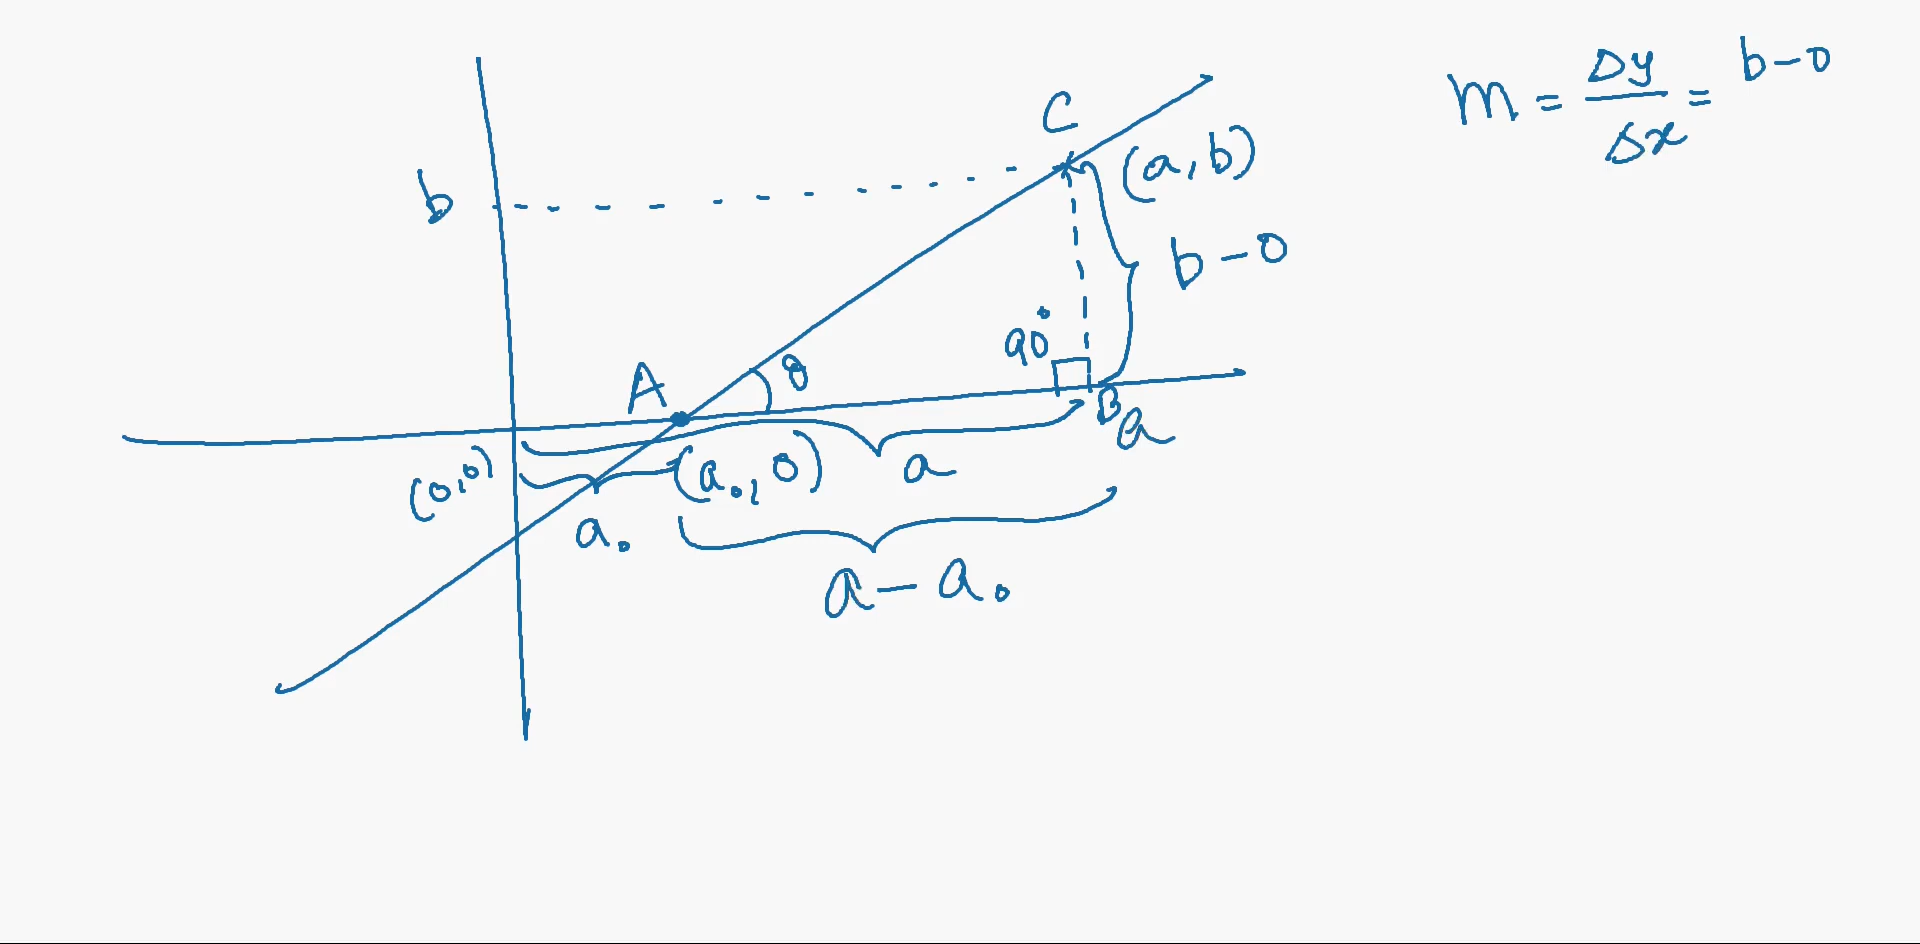 m = Δy/Δx = b-0
C
(a,b)
b
b-0
90°
A
θ
B
a
(0,0)
(a₀, 0)
a
a₀
a-a₀